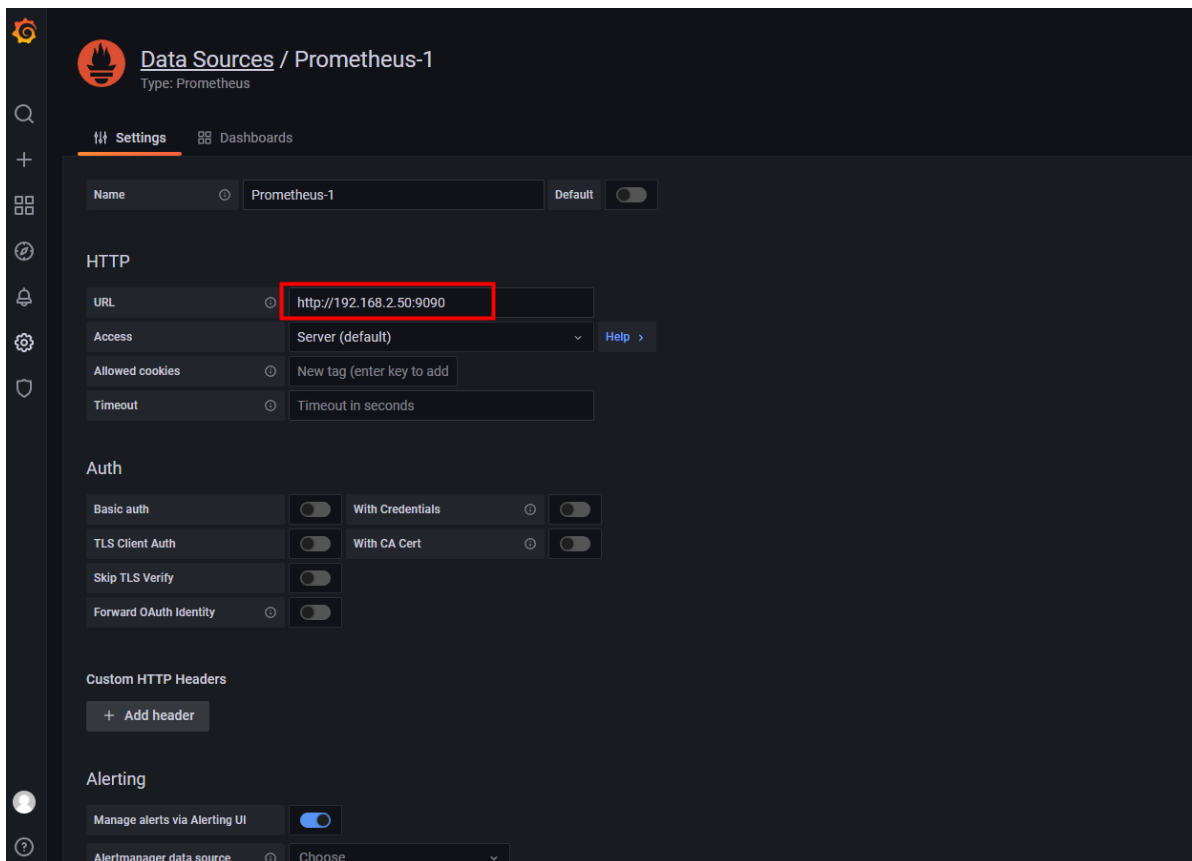 Data Sources / Prometheus-1
Type: Prometheus
Settings Dashboards
Name Prometheus-1 Default
HTTP
URL http://192.168.2.50:9090
Access Server (default) Help >
Allowed cookies New tag (enter key to add
Timeout Timeout in seconds
Auth
Basic auth With Credentials
TLS Client Auth With CA Cert
Skip TLS Verify
Forward OAuth Identity
Custom HTTP Headers
+ Add header
Alerting
Manage alerts via Alerting UI
Alertmanager data source Choose